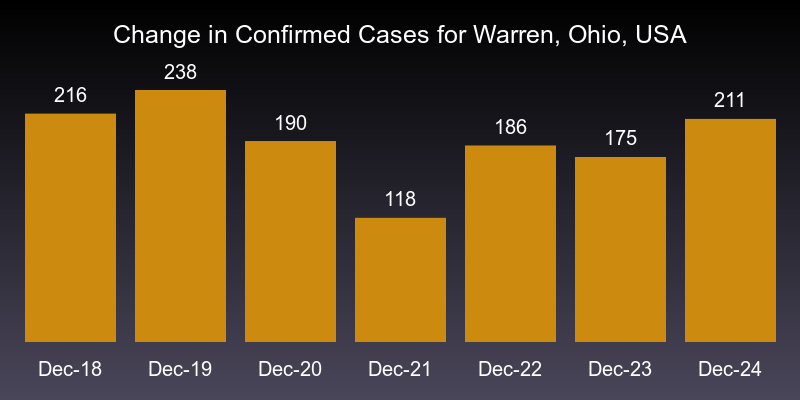 Change in Confirmed Cases for Warren, Ohio, USA
216
238
190
118
186
175
211
Dec-18
Dec-19
Dec-20
Dec-21
Dec-22
Dec-23
Dec-24